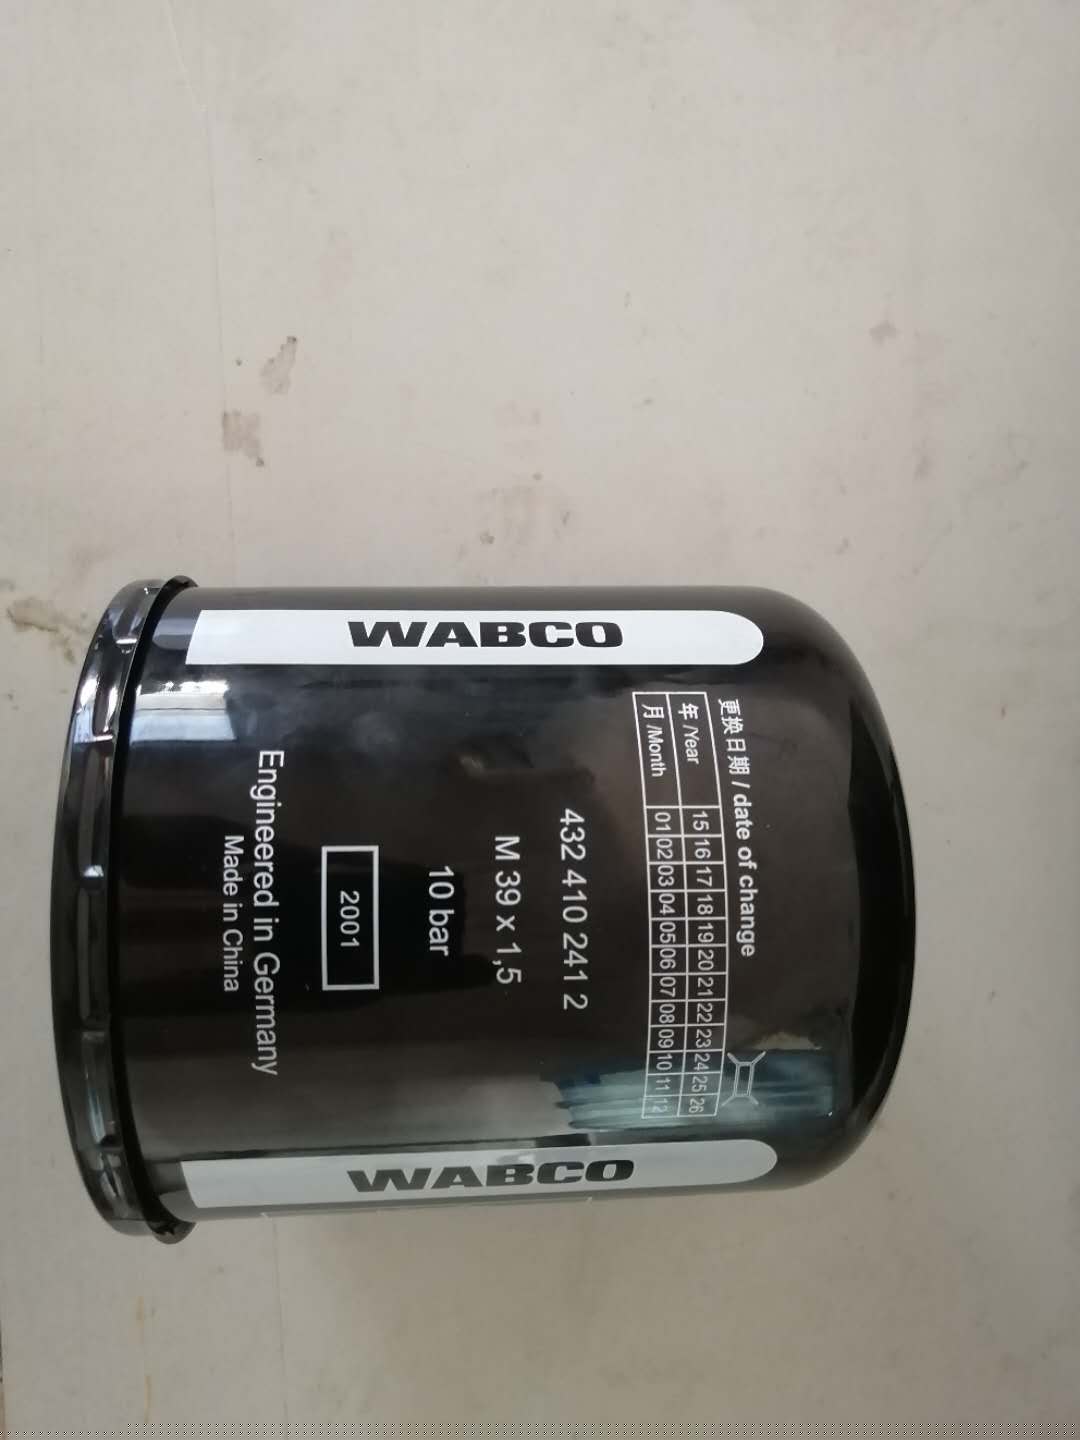 WABCO
更换日期 / date of change
年 /Year 15 16 17 18 19 20 21 22 23 24 25 26
月 /Month 01 02 03 04 05 06 07 08 09 10 11 12
432 410 241 2
M 39 x 1,5
10 bar
2001
Engineered in Germany
Made in China
WABCO